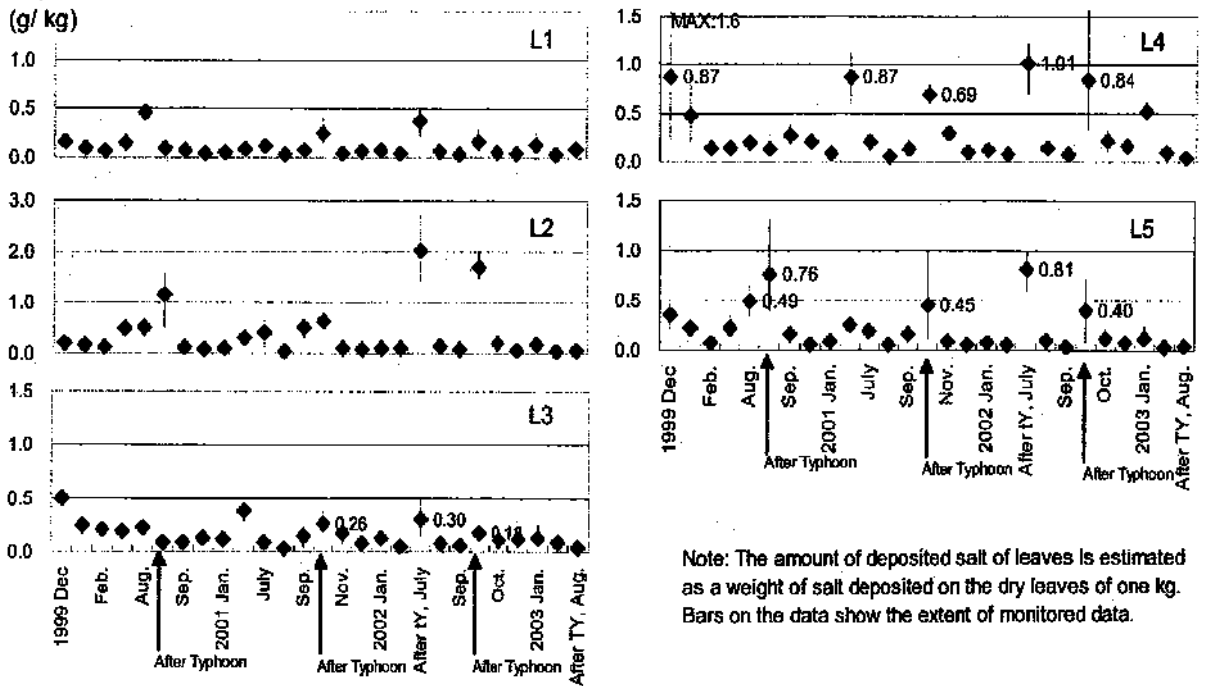 (g/ kg)
L1
1.0
0.5
0.0
L2
3.0
2.0
1.0
0.0
L3
1.5
1.0
0.5
0.0
0.26
0.30
0.18
1999 Dec
Feb.
Aug.
Sep.
2001 Jan.
July
Sep.
Nov.
2002 Jan.
After tY, July
Sep.
Oct.
2003 Jan.
After TY, Aug.
After Typhoon
After Typhoon
After Typhoon
L4
1.5
1.0
0.5
0.0
MAX:1.6
0.87
0.87
0.69
1.01
0.84
L5
1.5
1.0
0.5
0.0
0.49
0.76
0.45
0.81
0.40
1999 Dec
Feb.
Aug.
Sep.
2001 Jan.
July
Sep.
Nov.
2002 Jan.
After tY, July
Sep.
Oct.
2003 Jan.
After TY, Aug.
After Typhoon
After Typhoon
After Typhoon
Note: The amount of deposited salt of leaves is estimated
as a weight of salt deposited on the dry leaves of one kg.
Bars on the data show the extent of monitored data.